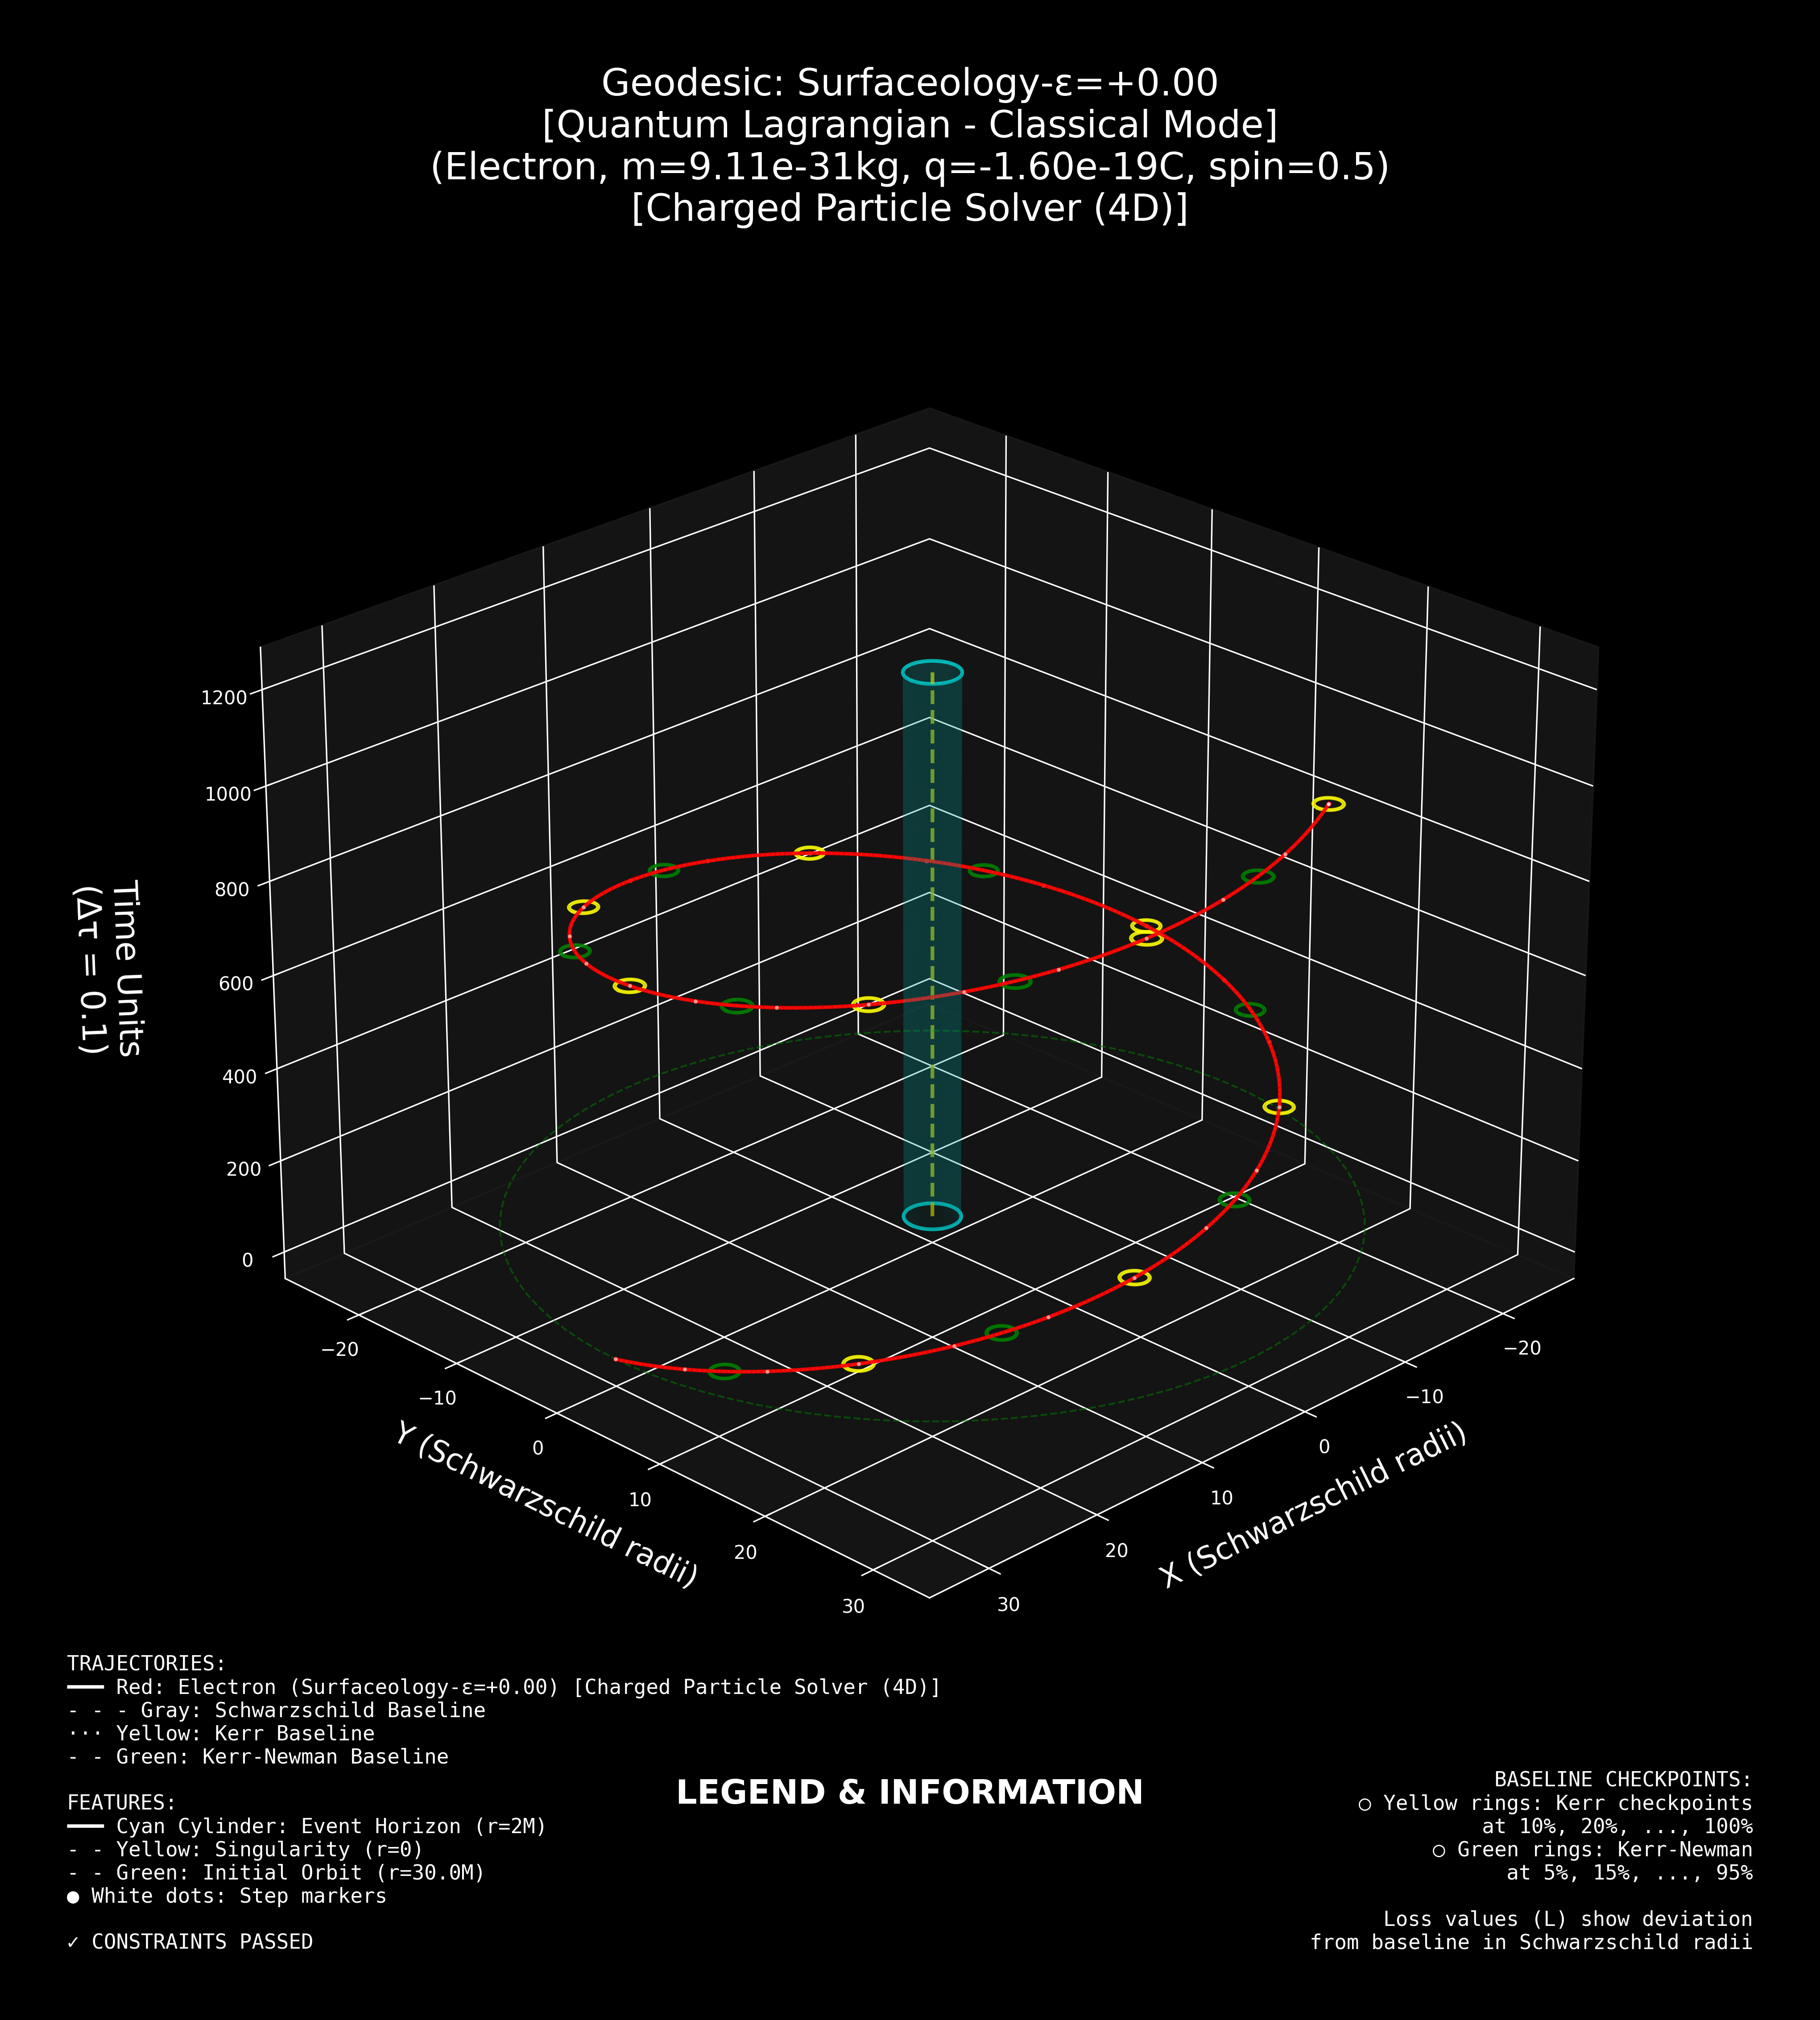 Geodesic: Surfaceology-ε=+0.00
[Quantum Lagrangian - Classical Mode]
(Electron, m=9.11e-31kg, q=-1.60e-19C, spin=0.5)
[Charged Particle Solver (4D)]
1200
1000
800
600
400
200
0
Time Units
(Δτ = 0.1)
−20
−10
0
10
20
30
Y (Schwarzschild radii)
−20
−10
0
10
20
30
X (Schwarzschild radii)
TRAJECTORIES:
━━━ Red: Electron (Surfaceology-ε=+0.00) [Charged Particle Solver (4D)]
- - - Gray: Schwarzschild Baseline
··· Yellow: Kerr Baseline
- - Green: Kerr-Newman Baseline
FEATURES:
━━━ Cyan Cylinder: Event Horizon (r=2M)
- - Yellow: Singularity (r=0)
- - Green: Initial Orbit (r=30.0M)
● White dots: Step markers
✓ CONSTRAINTS PASSED
LEGEND & INFORMATION
BASELINE CHECKPOINTS:
○ Yellow rings: Kerr checkpoints
at 10%, 20%, ..., 100%
○ Green rings: Kerr-Newman
at 5%, 15%, ..., 95%
Loss values (L) show deviation
from baseline in Schwarzschild radii